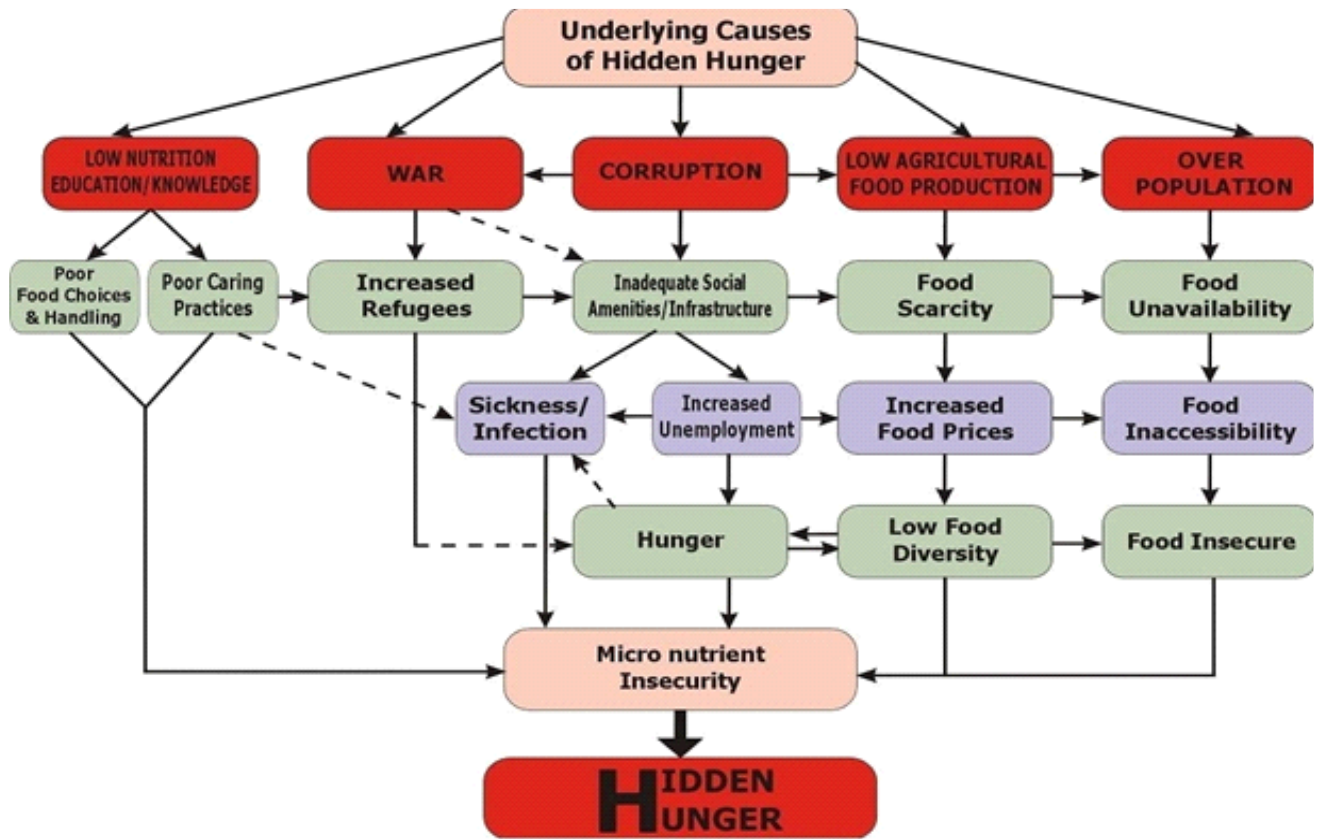 Underlying Causes
of Hidden Hunger
LOW NUTRITION
EDUCATION/KNOWLEDGE
WAR
CORRUPTION
LOW AGRICULTURAL
FOOD PRODUCTION
OVER
POPULATION
Poor
Food Choices
& Handling
Poor Caring
Practices
Increased
Refugees
Inadequate Social
Amenities/Infrastructure
Food
Scarcity
Food
Unavailability
Sickness/
Infection
Increased
Unemployment
Increased
Food Prices
Food
Inaccessibility
Hunger
Low Food
Diversity
Food Insecure
Micro nutrient
Insecurity
HIDDEN
HUNGER